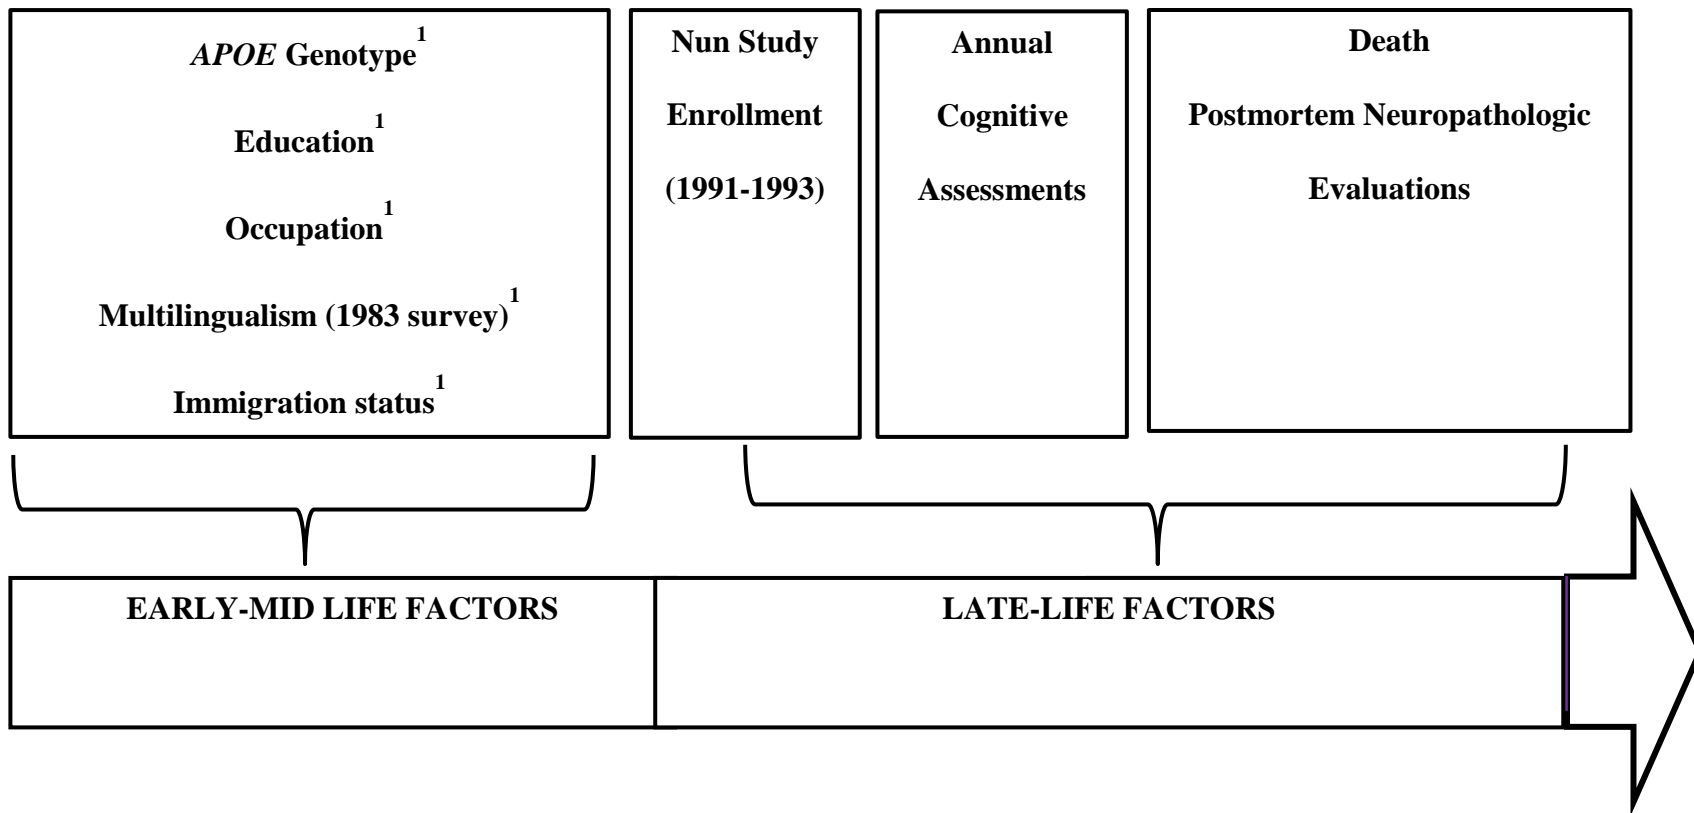 APOE Genotype1
Education1
Occupation1
Multilingualism (1983 survey)1
Immigration status1
Nun Study
Enrollment
(1991-1993)
Annual
Cognitive
Assessments
Death
Postmortem Neuropathologic
Evaluations
EARLY-MID LIFE FACTORS
LATE-LIFE FACTORS